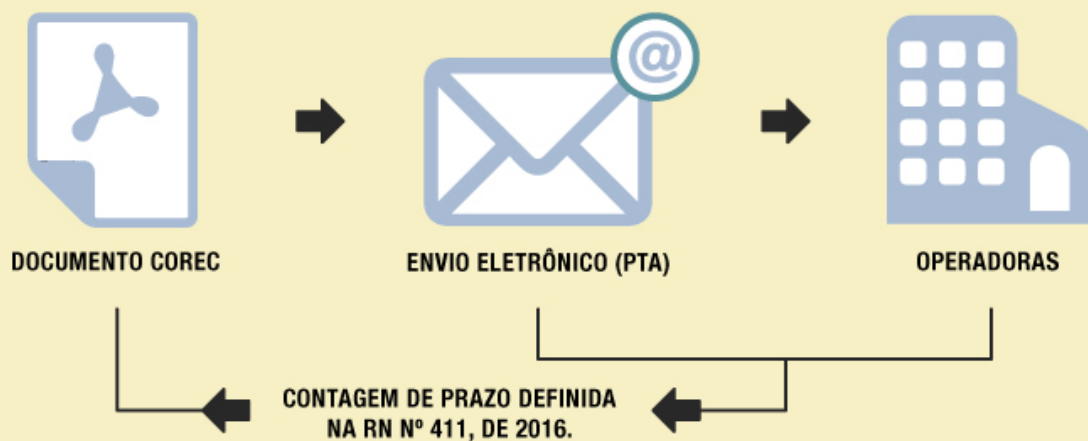 @
DOCUMENTO COREC
ENVIO ELETRÔNICO (PTA)
OPERADORAS
CONTAGEM DE PRAZO DEFINIDA
NA RN Nº 411, DE 2016.